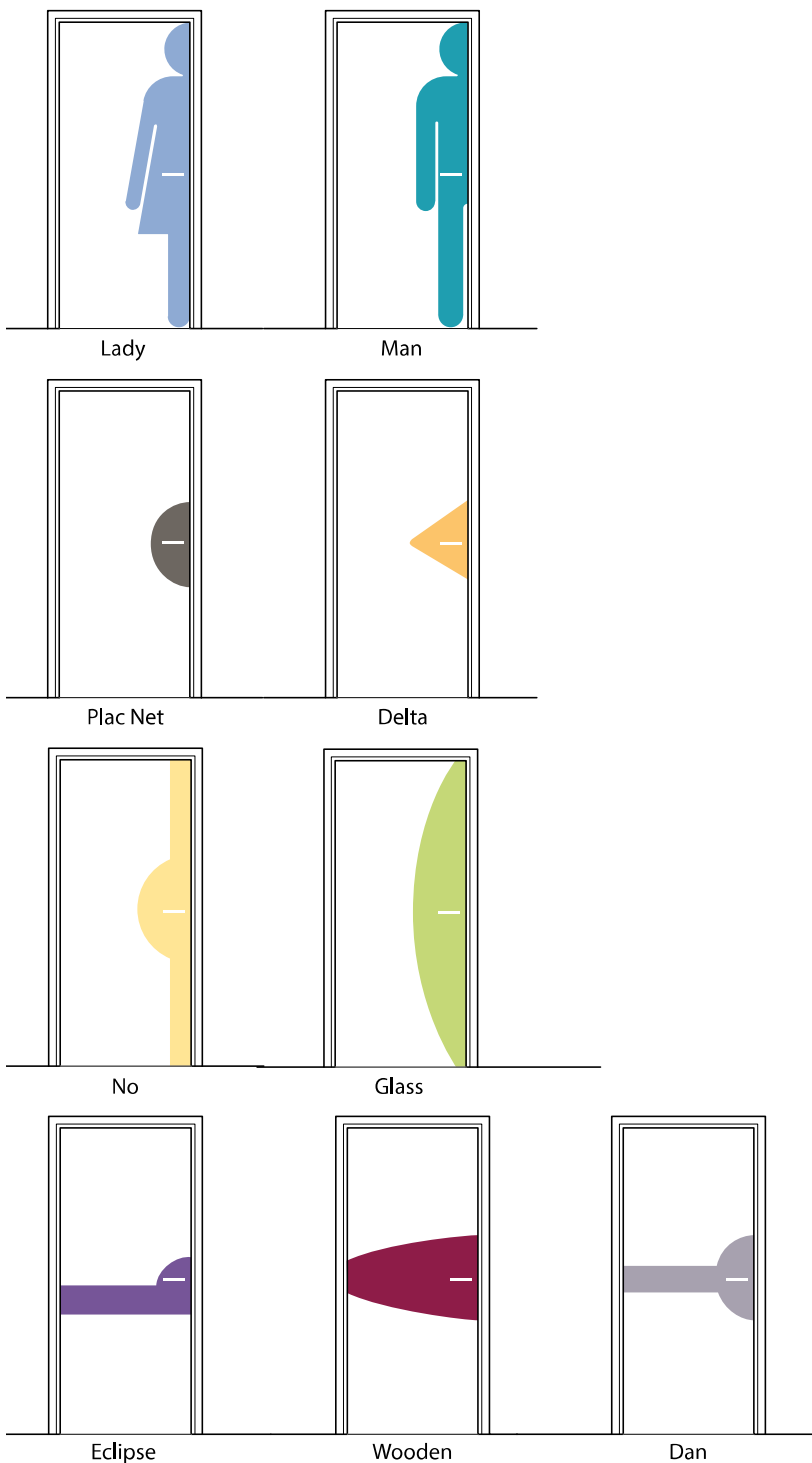 Lady
Man
Plac Net
Delta
No
Glass
Eclipse
Wooden
Dan